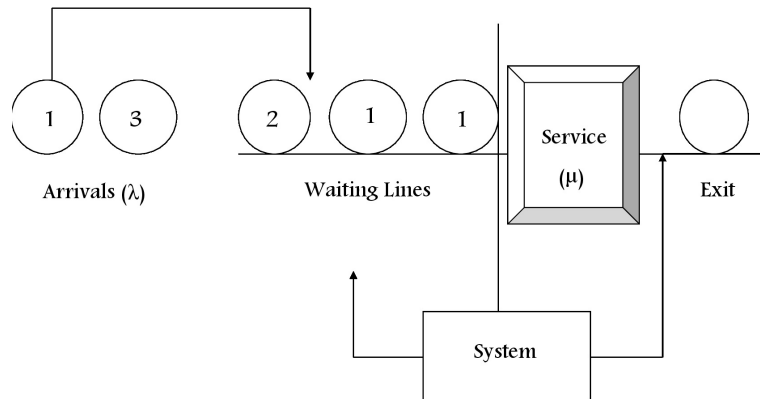 1 3 2 1 1
Service
(μ)
Arrivals (λ) Waiting Lines Exit
System